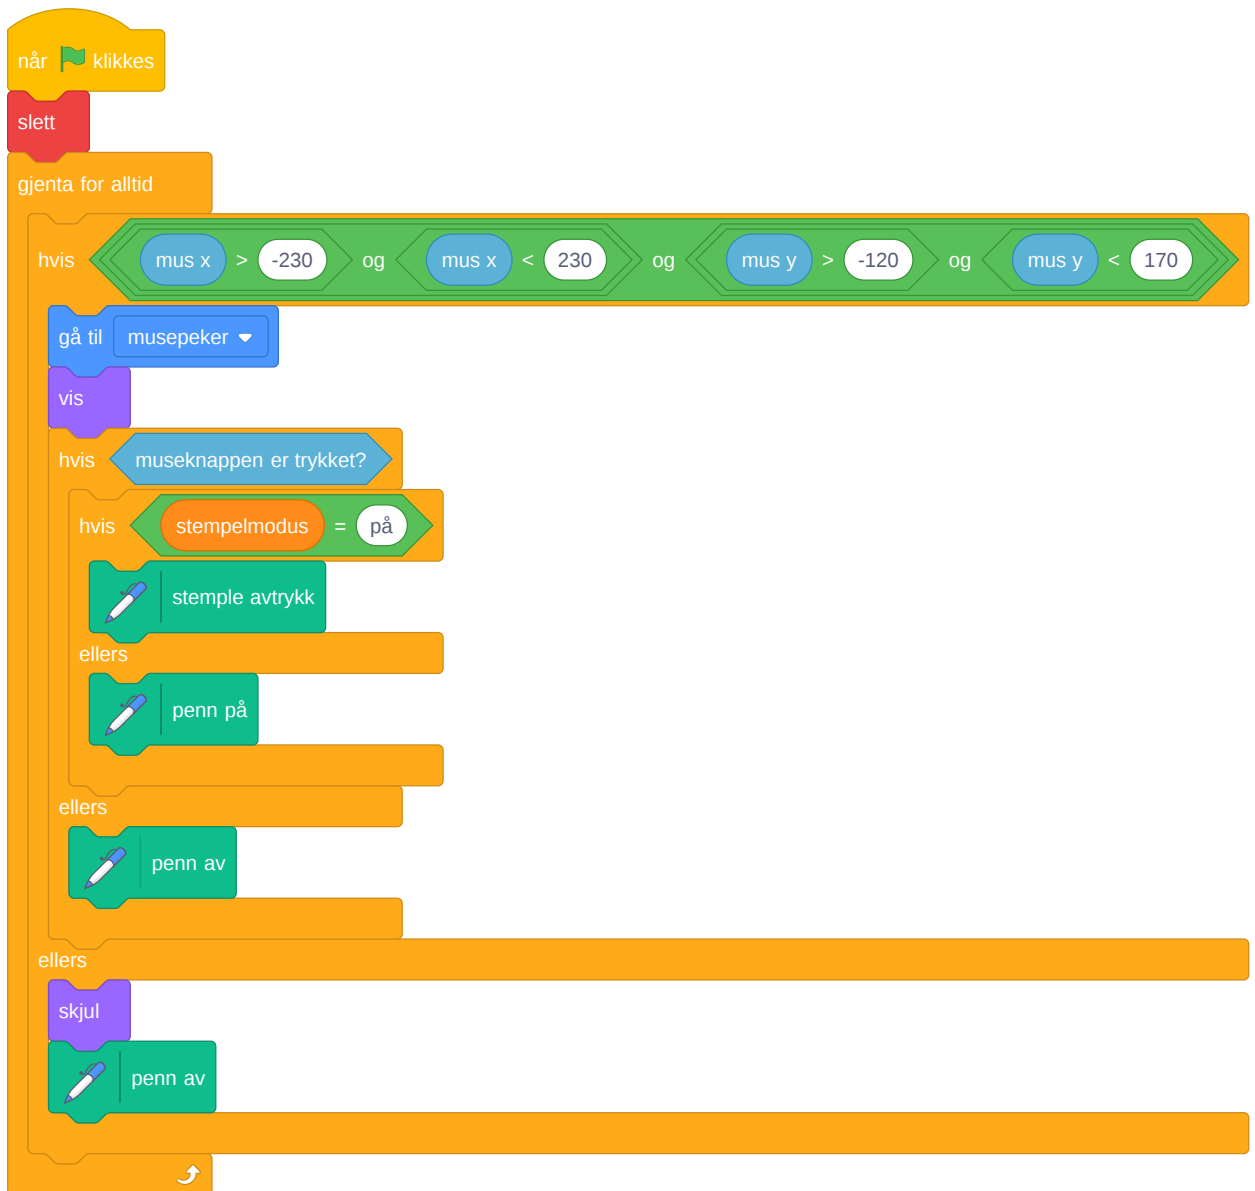 når klikkes
slett
gjenta for alltid
hvis mus x > -230 og mus x < 230 og mus y > -120 og mus y < 170
gå til musepeker
vis
hvis museknappen er trykket?
hvis stempelmodus = på
stemple avtrykk
ellers
penn på
ellers
penn av
ellers
skjul
penn av